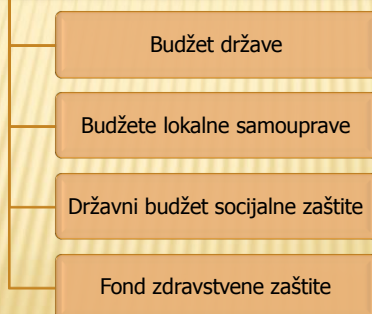 Budžet države
Budžete lokalne samouprave
Državni budžet socijalne zaštite
Fond zdravstvene zaštite